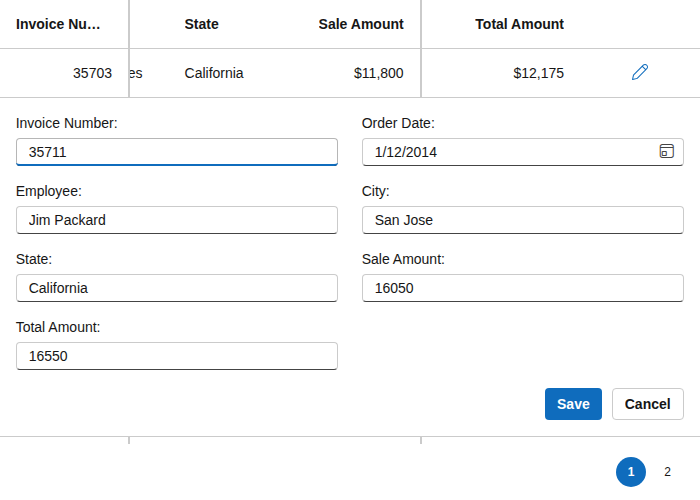 Invoice Nu… State Sale Amount Total Amount
35703 es California $11,800 $12,175
Invoice Number: Order Date:
35711 1/12/2014
Employee: City:
Jim Packard San Jose
State: Sale Amount:
California 16050
Total Amount:
16550
Save Cancel
1 2